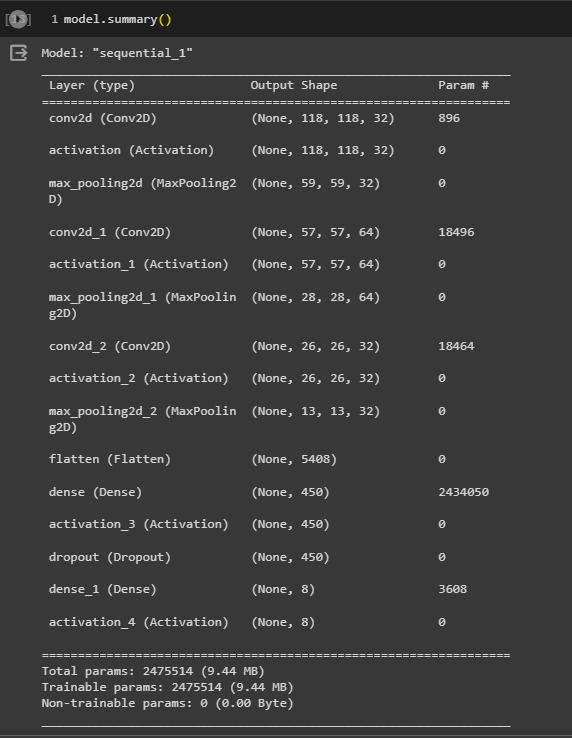 1 model.summary()
Model: "sequential_1"
_________________________________________________________________
Layer (type) Output Shape Param #
=================================================================
conv2d (Conv2D) (None, 118, 118, 32) 896
activation (Activation) (None, 118, 118, 32) 0
max_pooling2d (MaxPooling2 (None, 59, 59, 32) 0
D)
conv2d_1 (Conv2D) (None, 57, 57, 64) 18496
activation_1 (Activation) (None, 57, 57, 64) 0
max_pooling2d_1 (MaxPoolin (None, 28, 28, 64) 0
g2D)
conv2d_2 (Conv2D) (None, 26, 26, 32) 18464
activation_2 (Activation) (None, 26, 26, 32) 0
max_pooling2d_2 (MaxPoolin (None, 13, 13, 32) 0
g2D)
flatten (Flatten) (None, 5408) 0
dense (Dense) (None, 450) 2434050
activation_3 (Activation) (None, 450) 0
dropout (Dropout) (None, 450) 0
dense_1 (Dense) (None, 8) 3608
activation_4 (Activation) (None, 8) 0
=================================================================
Total params: 2475514 (9.44 MB)
Trainable params: 2475514 (9.44 MB)
Non-trainable params: 0 (0.00 Byte)
_________________________________________________________________